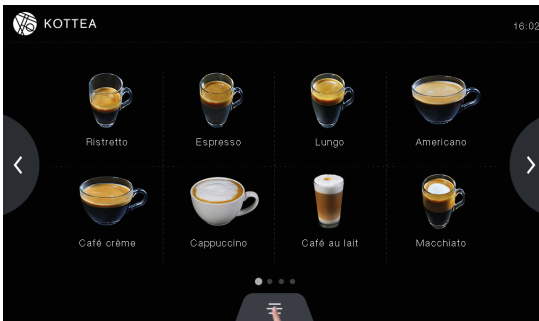 KOTTEA
16:02
Ristretto
Espresso
Lungo
Americano
Café crème
Cappuccino
Café au lait
Macchiato